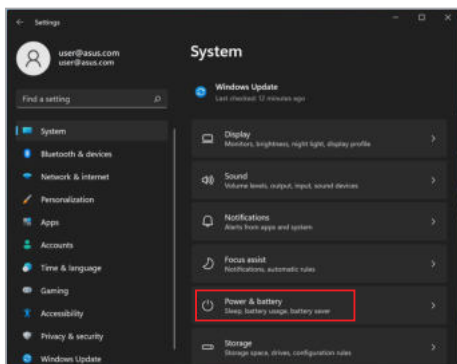 Settings
user@asus.com
user@asus.com
Find a setting
System
Bluetooth & devices
Network & internet
Personalization
Apps
Accounts
Time & language
Gaming
Accessibility
Privacy & security
Windows Update
System
Windows Update
Last checked: 12 minutes ago
Display
Monitors, brightness, night light, display profile
Sound
Volume levels, output, input, sound devices
Notifications
Alerts from apps and system
Focus assist
Notifications, automatic rules
Power & battery
Sleep, battery usage, battery saver
Storage
Storage space, drives, configuration rules